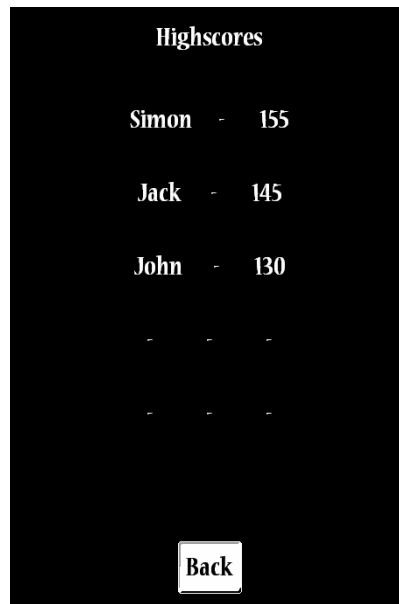 Highscores
Simon - 155
Jack - 145
John - 130
- - -
- - -
Back